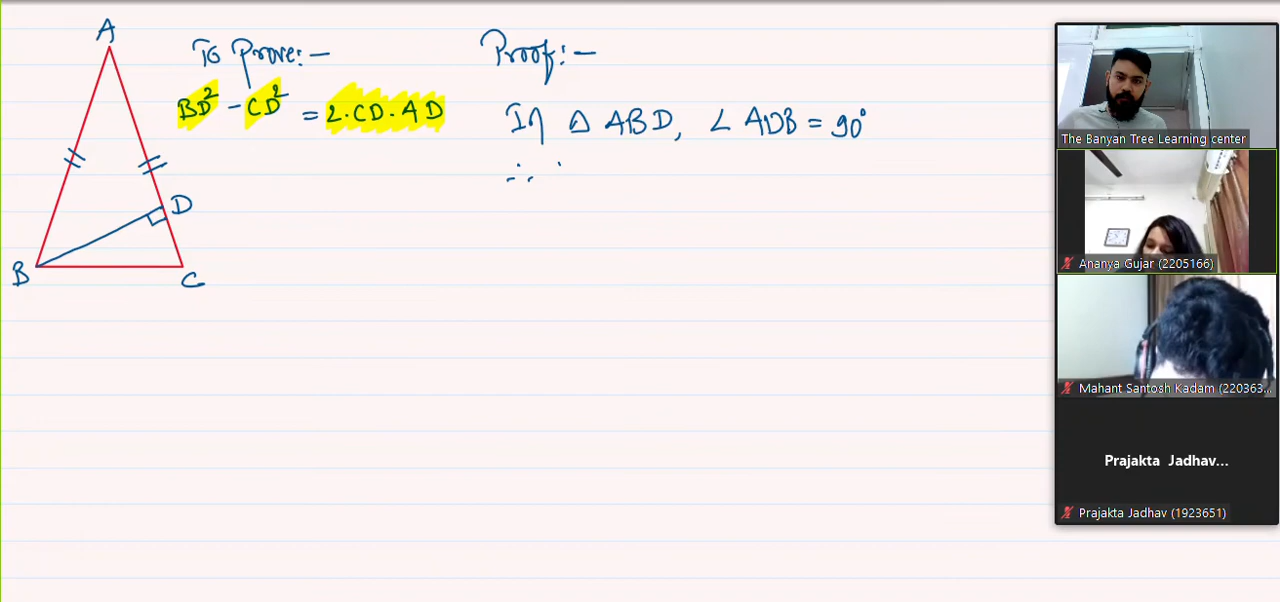 A
To Prove:-
BD² - CD² = 2.CD.AD
D
B
C
Proof:-
In △ ABD, ∠ ADB = 90°
∴
The Banyan Tree Learning center
Ananya Gujar (2205166)
Mahant Santosh Kadam (220363...
Prajakta Jadhav...
Prajakta Jadhav (1923651)